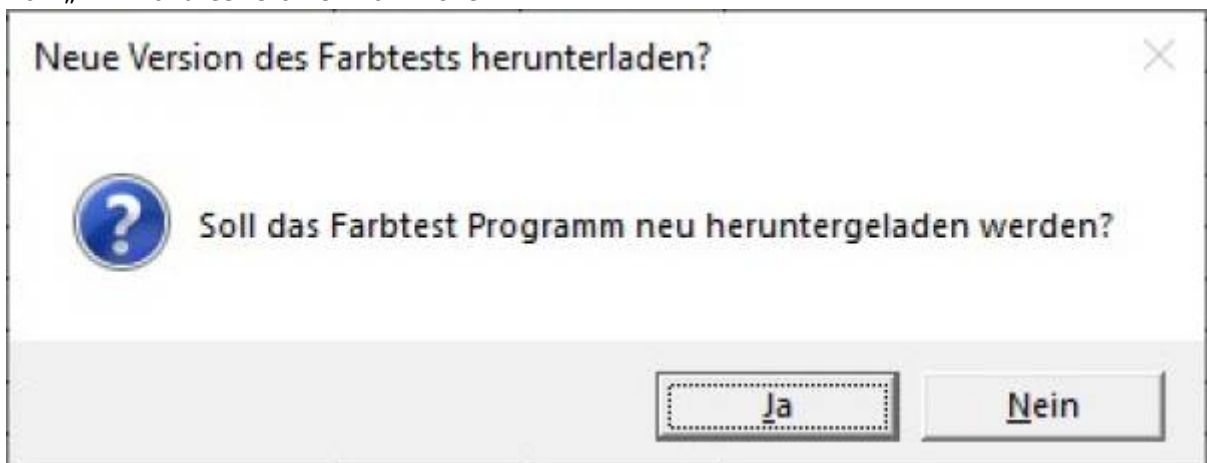 Neue Version des Farbtests herunterladen?
Soll das Farbtest Programm neu heruntergeladen werden?
Ja
Nein